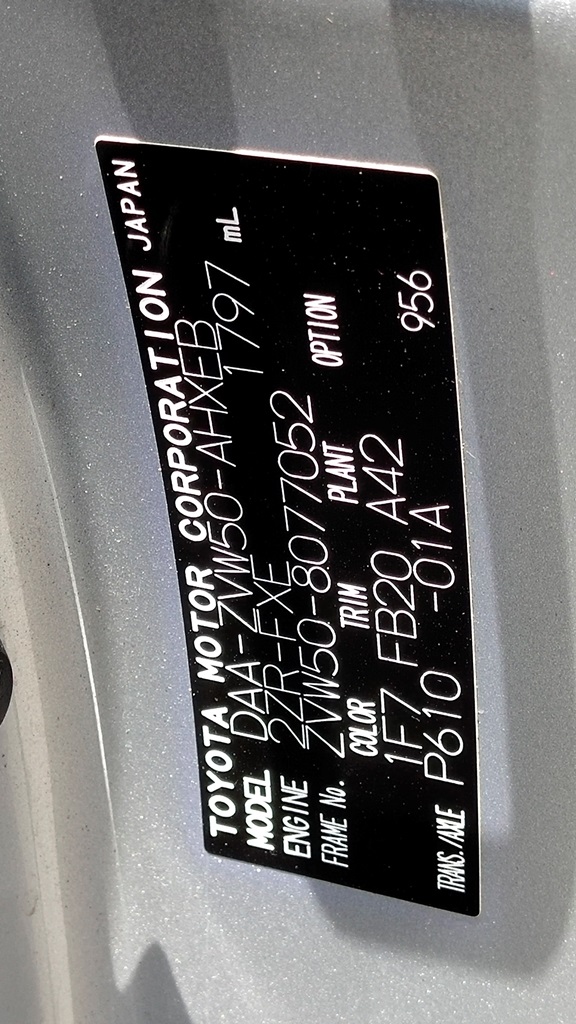 TOYOTA MOTOR CORPORATION JAPAN
MODEL DAA-ZVW50-AHXEB
ENGINE 2ZR-FXE 1797 mL
FRAME No. ZVW50-8077052
COLOR TRIM PLANT OPTION
1F7 FB20 A42
TRANS./AXLE P610 -01A 956